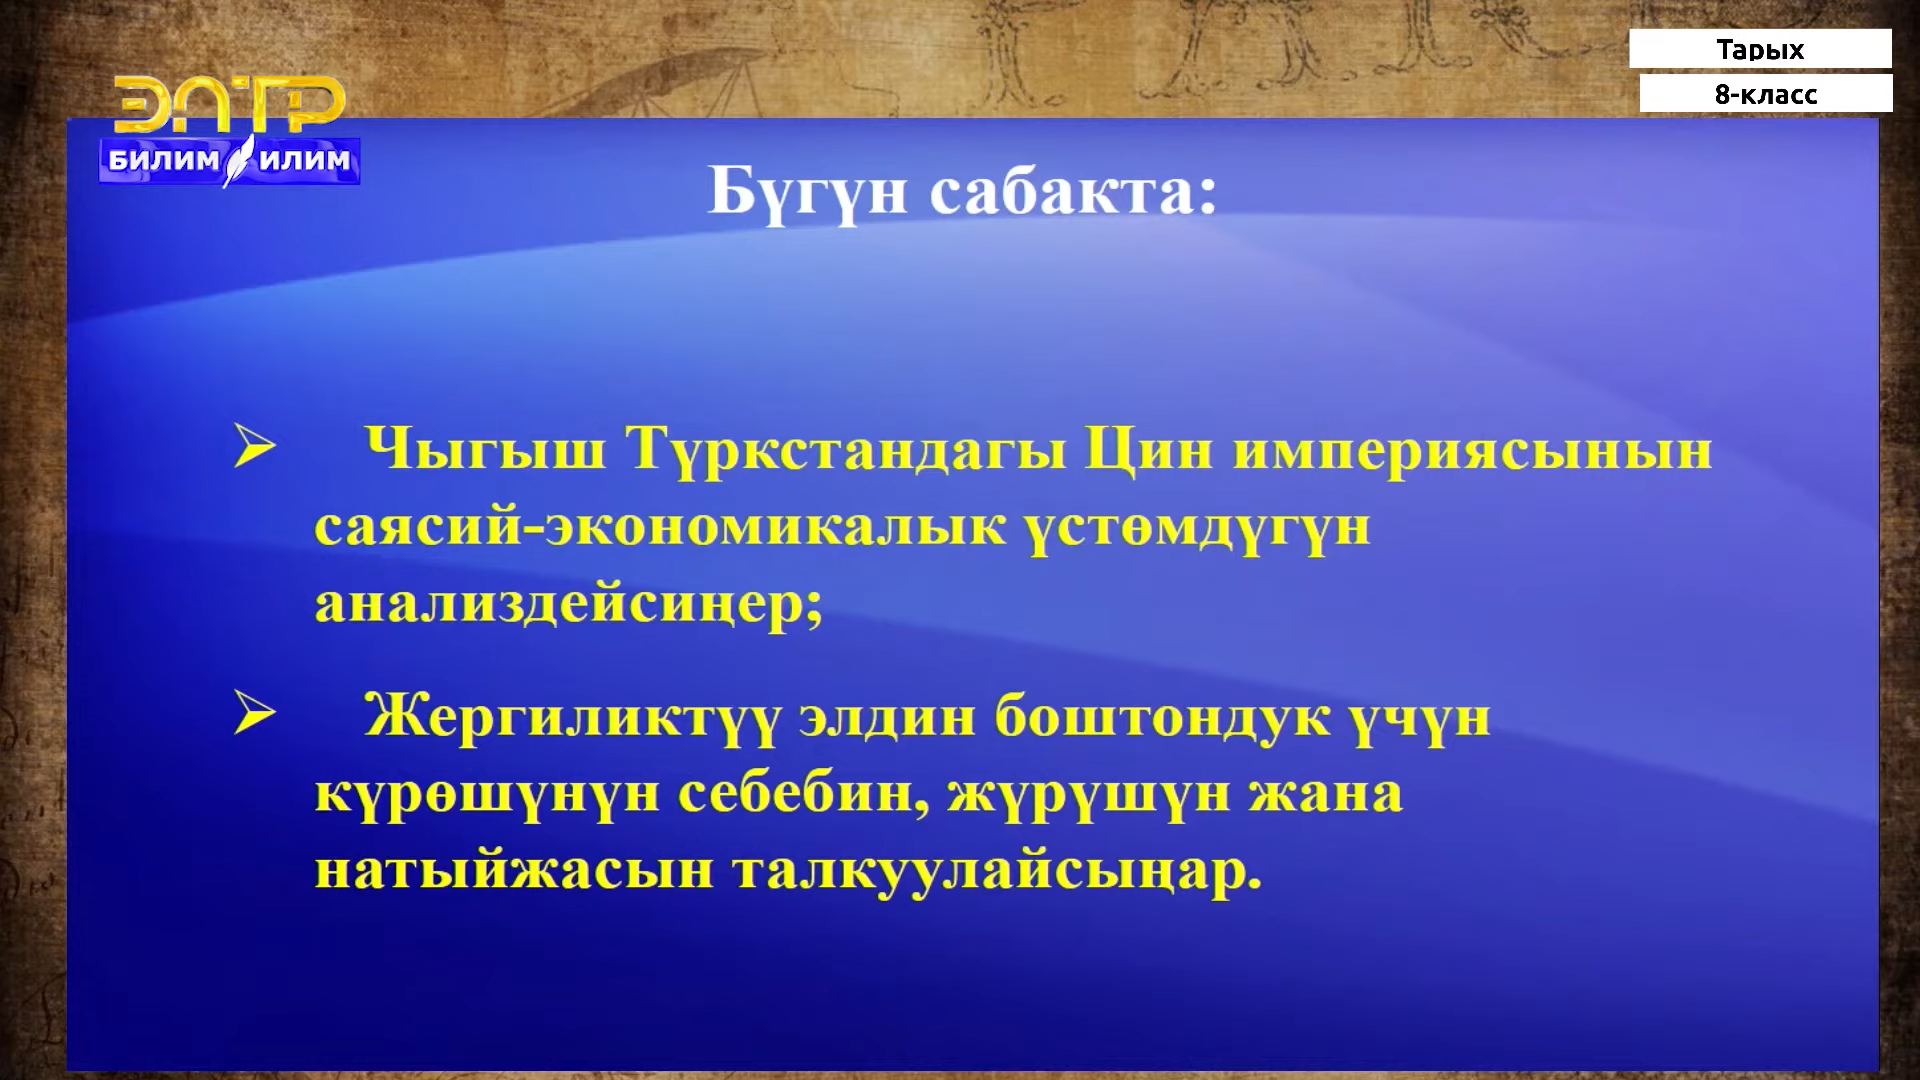 Тарых
8-класс
ЭЛТР
БИЛИМ ИЛИМ
Бүгүн сабакта:
Чыгыш Түркстандагы Цин империясынын
саясий-экономикалык үстөмдүгүн
анализдейсиңер;
Жергиликтүү элдин боштондук үчүн
күрөшүнүн себебин, жүрүшүн жана
натыйжасын талкуулайсыңар.